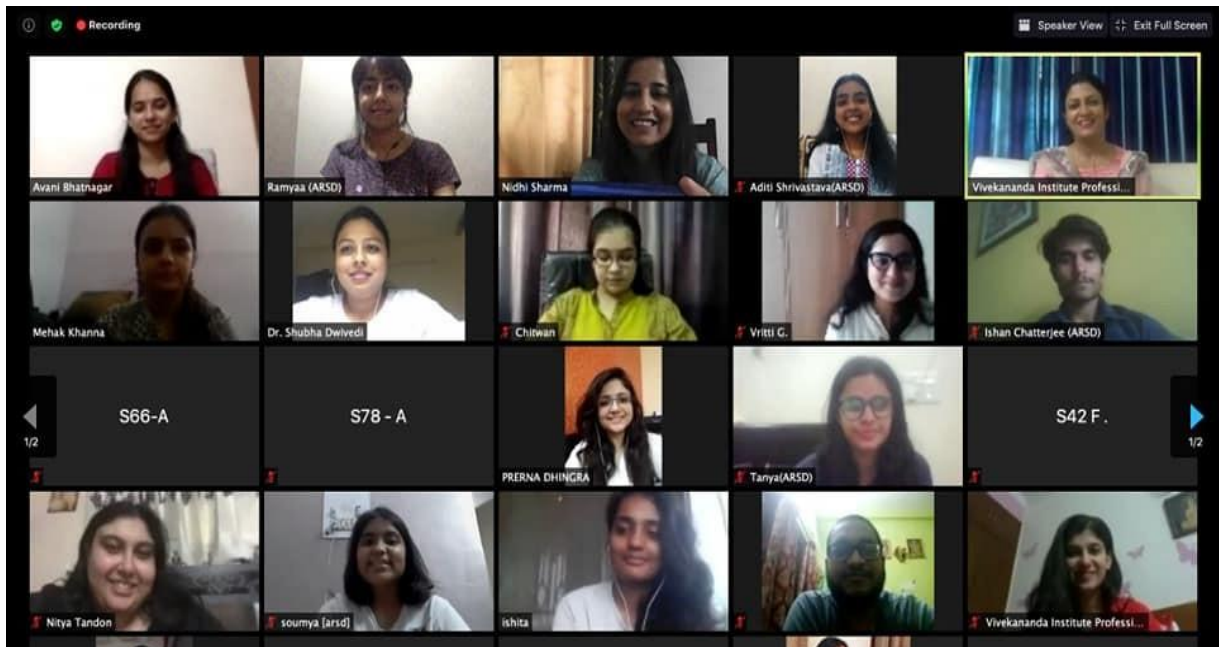 Recording
Speaker View
Exit Full Screen
Avani Bhatnagar
Ramyaa (ARSD)
Nidhi Sharma
Aditi Shrivastava(ARSD)
Vivekananda Institute Professi...
Mehak Khanna
Dr. Shubha Dwivedi
Chitwan
Vritti G.
Ishan Chatterjee (ARSD)
S66-A
S78 - A
S42 F .
1/2
1/2
PRERNA DHINGRA
Tanya(ARSD)
Nitya Tandon
soumya [arsd]
ishita
Vivekananda Institute Professi...